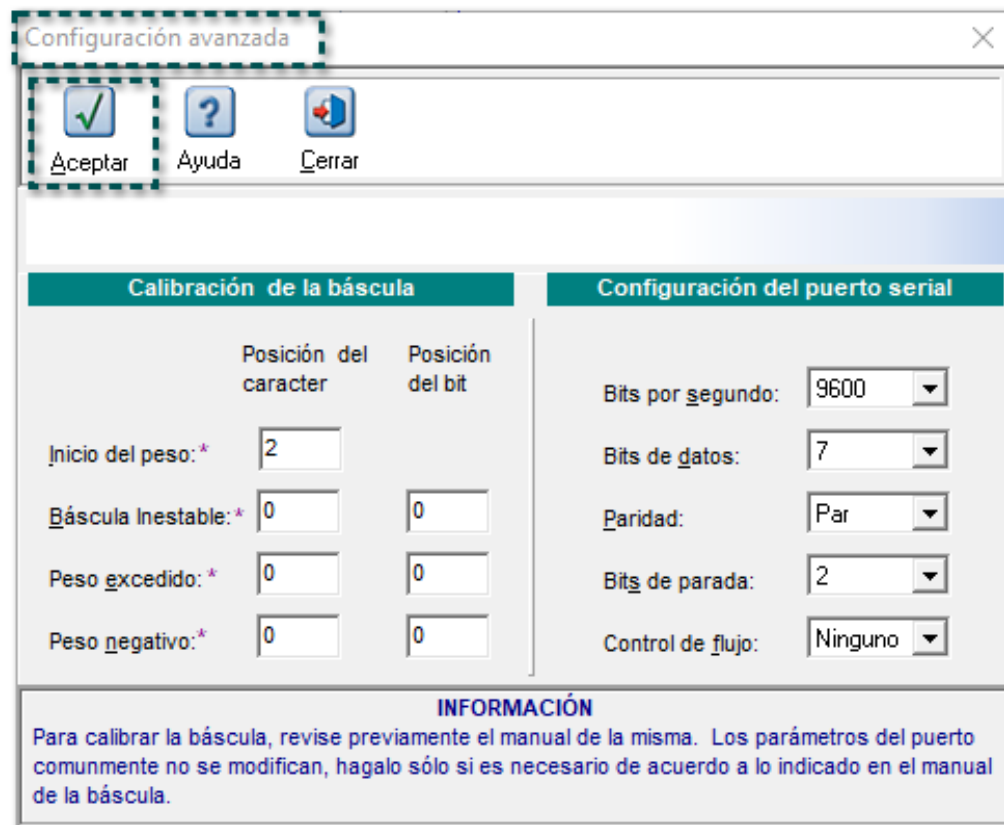 Configuración avanzada
Aceptar Ayuda Cerrar
Calibración de la báscula
Posición del caracter Posición del bit
Inicio del peso:* 2
Báscula Inestable:* 0 0
Peso excedido: * 0 0
Peso negativo:* 0 0
Configuración del puerto serial
Bits por segundo: 9600
Bits de datos: 7
Paridad: Par
Bits de parada: 2
Control de flujo: Ninguno
INFORMACIÓN
Para calibrar la báscula, revise previamente el manual de la misma. Los parámetros del puerto
comunmente no se modifican, hagalo sólo si es necesario de acuerdo a lo indicado en el manual
de la báscula.